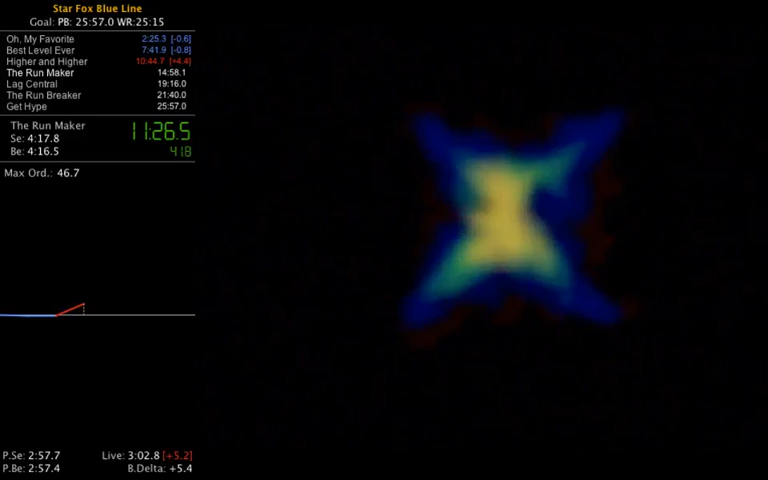 Star Fox Blue Line
Goal: PB: 25:57.0 WR:25:15
Oh, My Favorite 2:25.3 [-0.6]
Best Level Ever 7:41.9 [-0.8]
Higher and Higher 10:44.7 [+4.4]
The Run Maker 14:58.1
Lag Central 19:16.0
The Run Breaker 21:40.0
Get Hype 25:57.0
The Run Maker 11:26.5
Se: 4:17.8
Be: 4:16.5 41.8
Max Ord.: 46.7
P.Se: 2:57.7 Live: 3:02.8 [+5.2]
P.Be: 2:57.4 B.Delta: +5.4